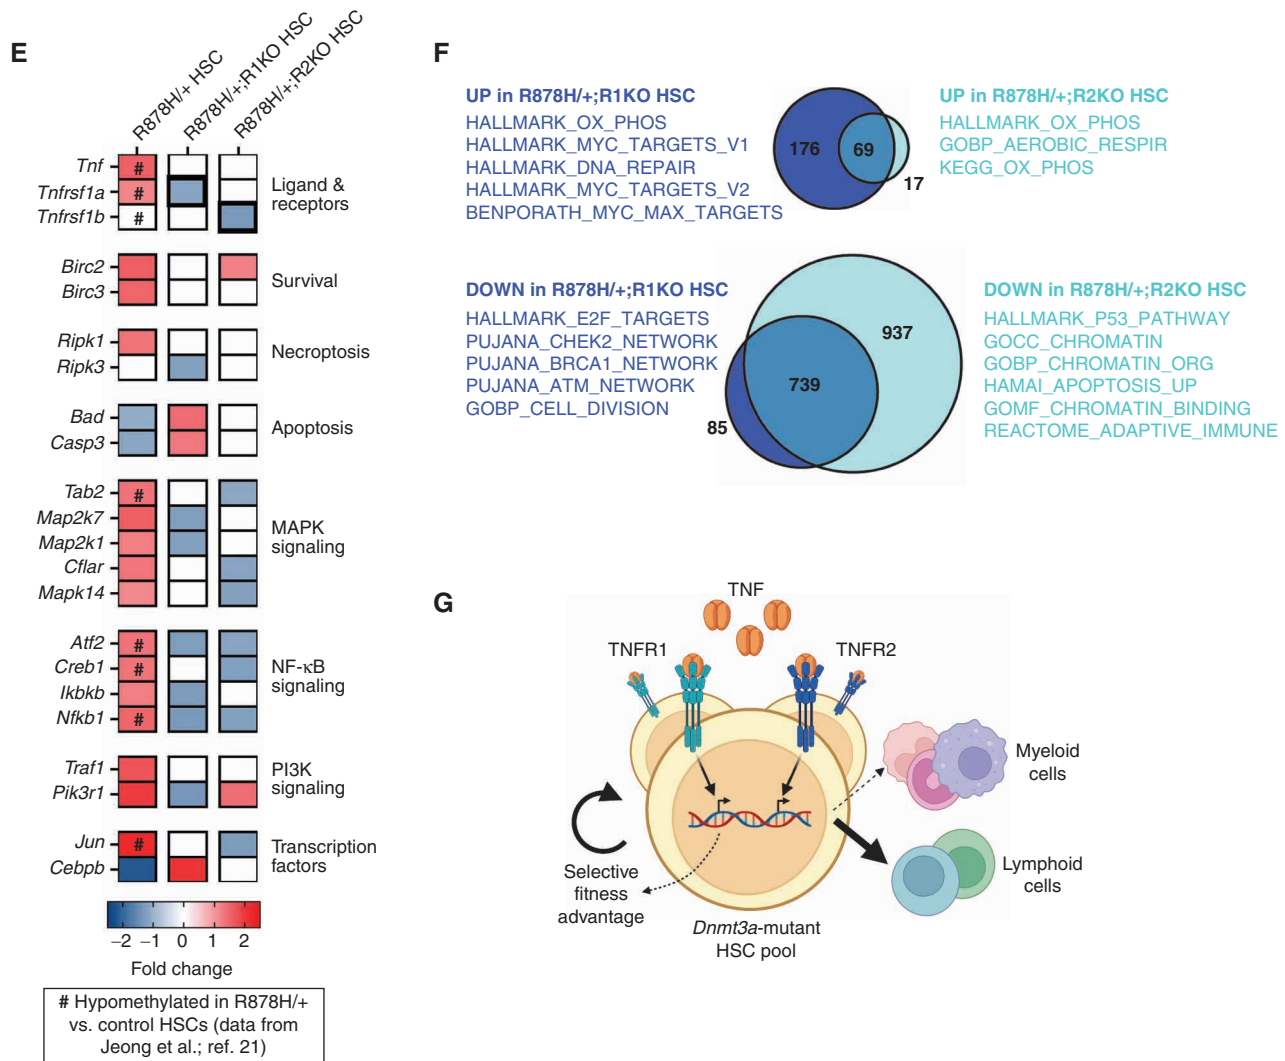 E
R878H/+ HSC
R878H/+;R1KO HSC
R878H/+;R2KO HSC
Tnf
#
Tnfrsf1a
#
Tnfrsf1b
#
Ligand &
receptors
Birc2
Birc3
Survival
Ripk1
Ripk3
Necroptosis
Bad
Casp3
Apoptosis
Tab2
#
Map2k7
Map2k1
Cflar
Mapk14
MAPK
signaling
Atf2
#
Creb1
#
Ikbkb
Nfkb1
#
NF-κB
signaling
Traf1
Pik3r1
PI3K
signaling
Jun
#
Cebpb
Transcription
factors
−2 −1 0 1 2
Fold change
# Hypomethylated in R878H/+
vs. control HSCs (data from
Jeong et al.; ref. 21)
F
UP in R878H/+;R1KO HSC
HALLMARK_OX_PHOS
HALLMARK_MYC_TARGETS_V1
HALLMARK_DNA_REPAIR
HALLMARK_MYC_TARGETS_V2
BENPORATH_MYC_MAX_TARGETS
176
69
17
UP in R878H/+;R2KO HSC
HALLMARK_OX_PHOS
GOBP_AEROBIC_RESPIR
KEGG_OX_PHOS
DOWN in R878H/+;R1KO HSC
HALLMARK_E2F_TARGETS
PUJANA_CHEK2_NETWORK
PUJANA_BRCA1_NETWORK
PUJANA_ATM_NETWORK
GOBP_CELL_DIVISION
937
739
85
DOWN in R878H/+;R2KO HSC
HALLMARK_P53_PATHWAY
GOCC_CHROMATIN
GOBP_CHROMATIN_ORG
HAMAI_APOPTOSIS_UP
GOMF_CHROMATIN_BINDING
REACTOME_ADAPTIVE_IMMUNE
G
TNF
TNFR1
TNFR2
Myeloid
cells
Lymphoid
cells
Selective
fitness
advantage
Dnmt3a-mutant
HSC pool